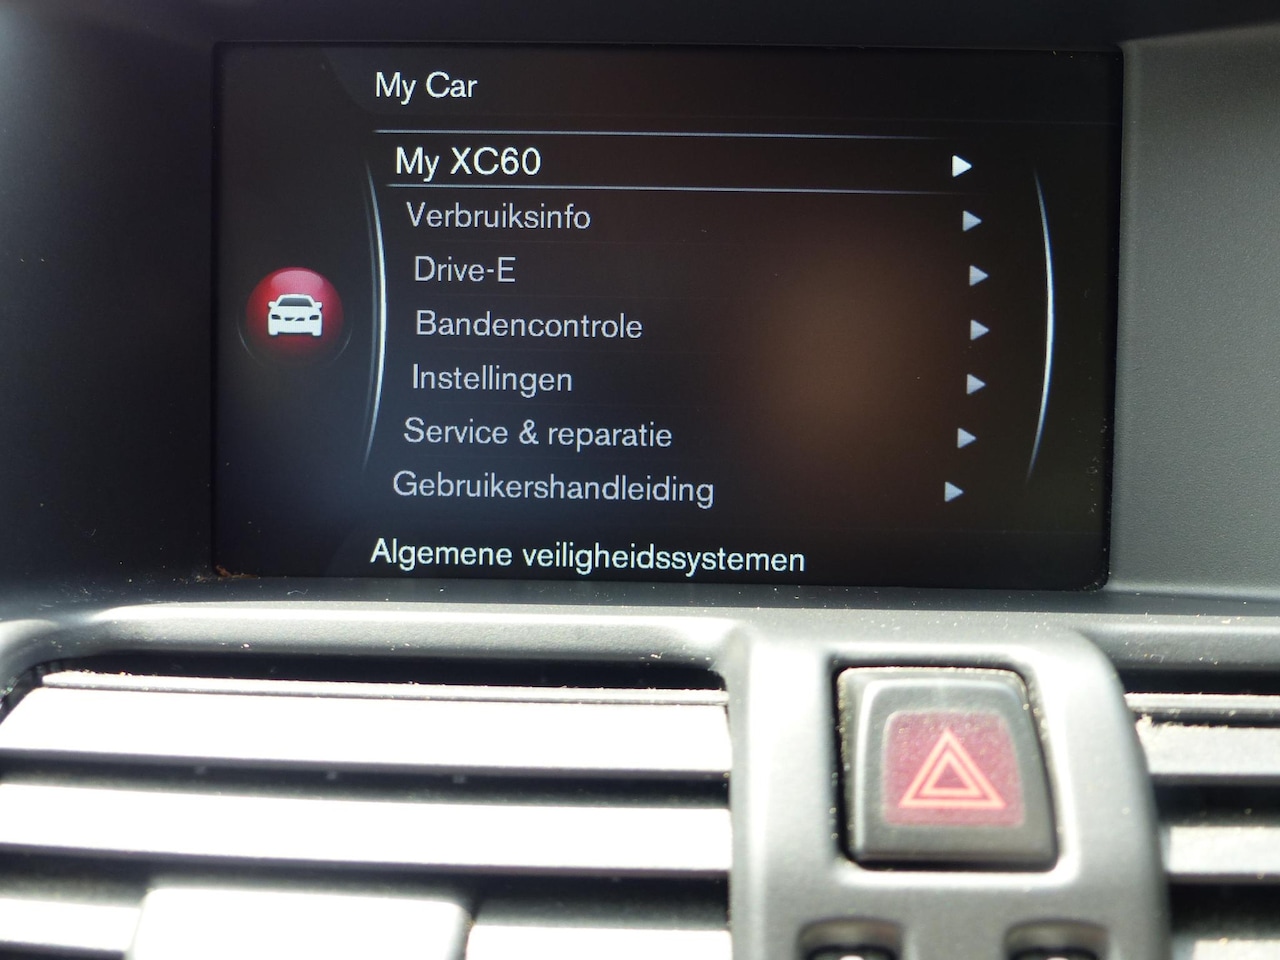 My Car
My XC60
Verbruiksinfo
Drive-E
Bandencontrole
Instellingen
Service & reparatie
Gebruikershandleiding
Algemene veiligheidssystemen